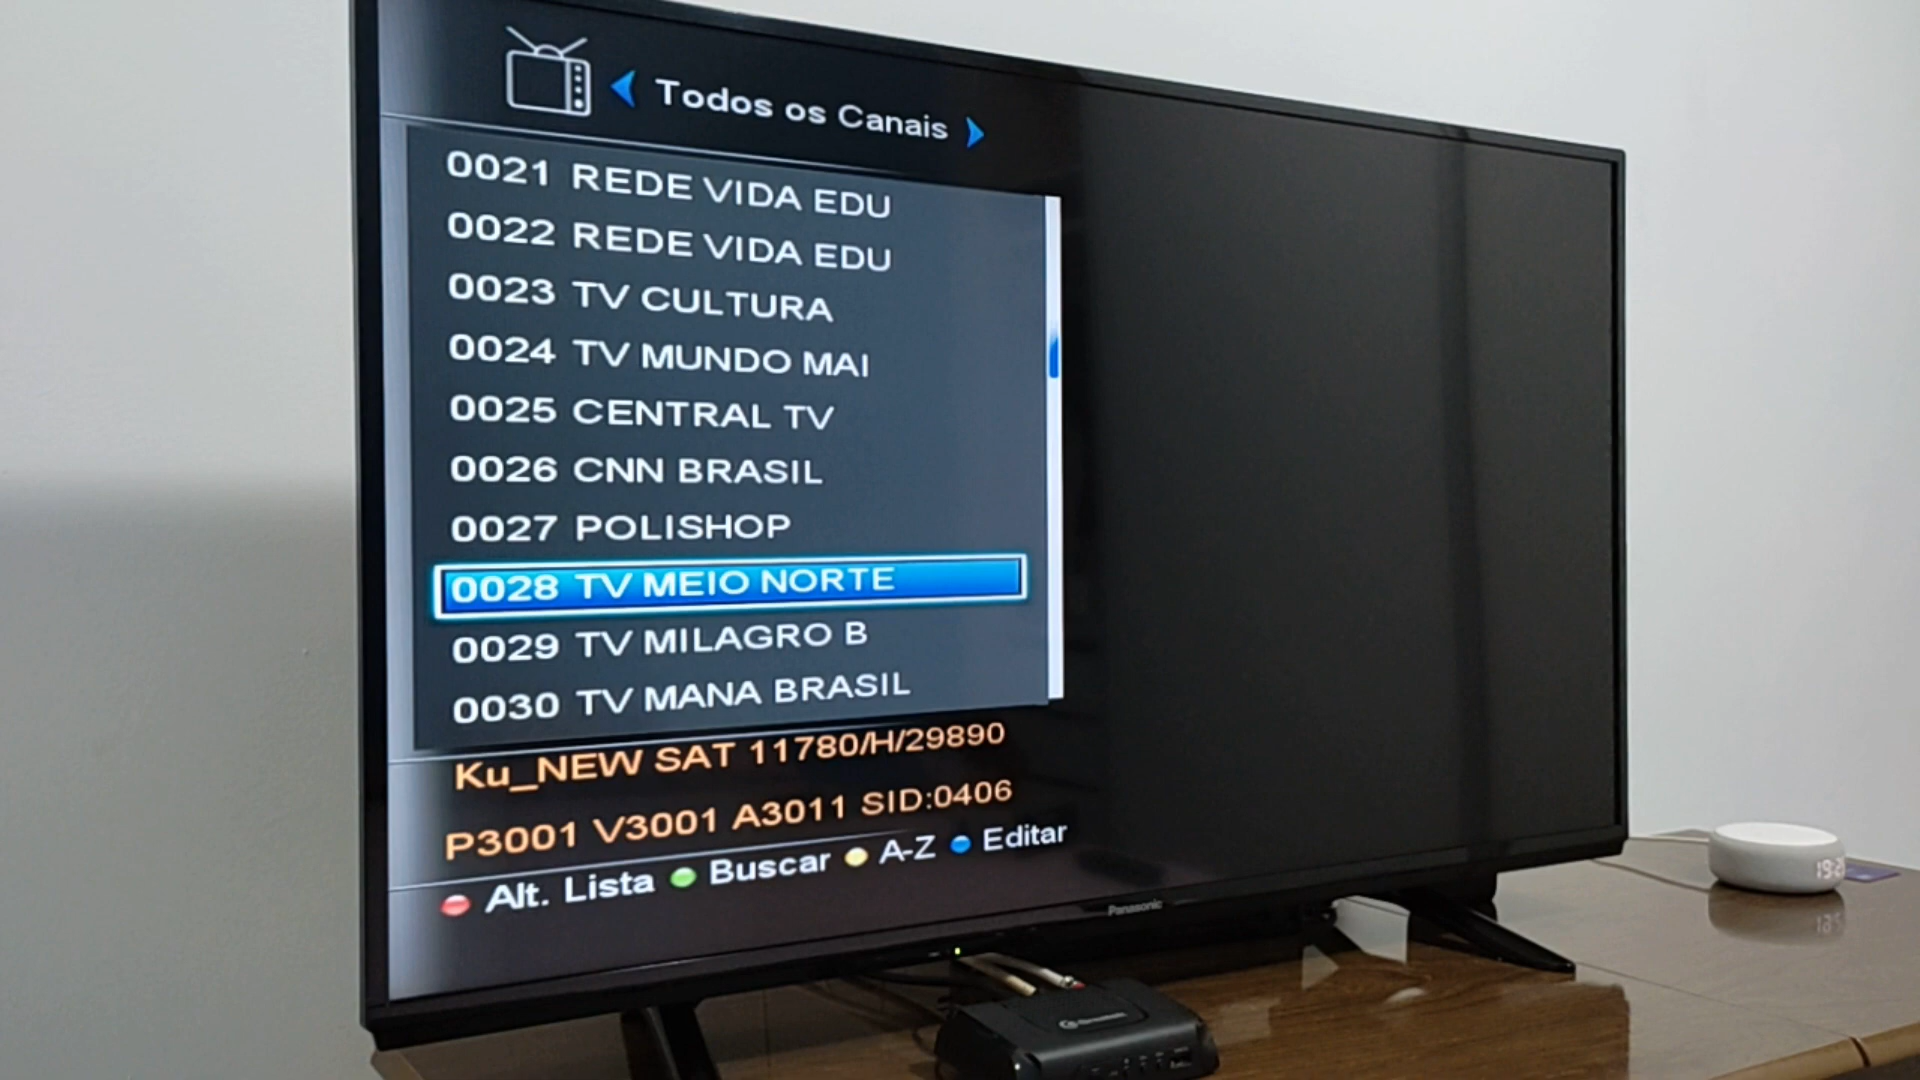 Todos os Canais
0021 REDE VIDA EDU
0022 REDE VIDA EDU
0023 TV CULTURA
0024 TV MUNDO MAI
0025 CENTRAL TV
0026 CNN BRASIL
0027 POLISHOP
0028 TV MEIO NORTE
0029 TV MILAGRO B
0030 TV MANA BRASIL
Ku_NEW SAT 11780/H/29890
P3001 V3001 A3011 SID:0406
Alt. Lista Buscar A-Z Editar
Panasonic